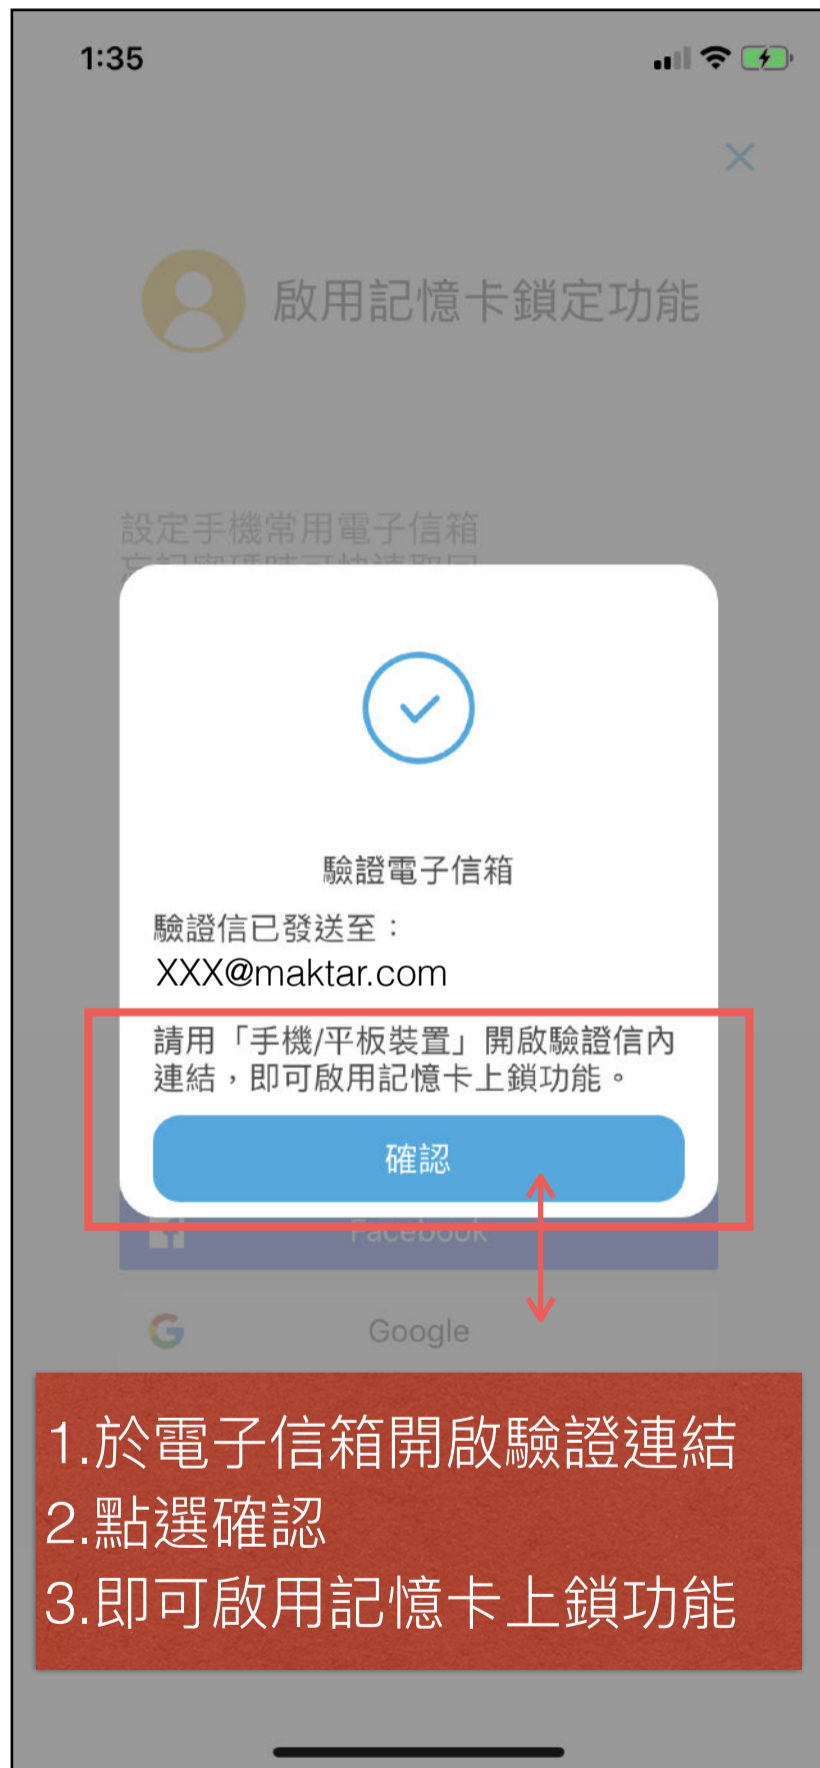 1:35
啟用記憶卡鎖定功能
設定手機常用電子信箱
驗證電子信箱
驗證信已發送至：
XXX@maktar.com
請用「手機/平板裝置」開啟驗證信內
連結，即可啟用記憶卡上鎖功能。
確認
Facebook
Google
1.於電子信箱開啟驗證連結
2.點選確認
3.即可啟用記憶卡上鎖功能